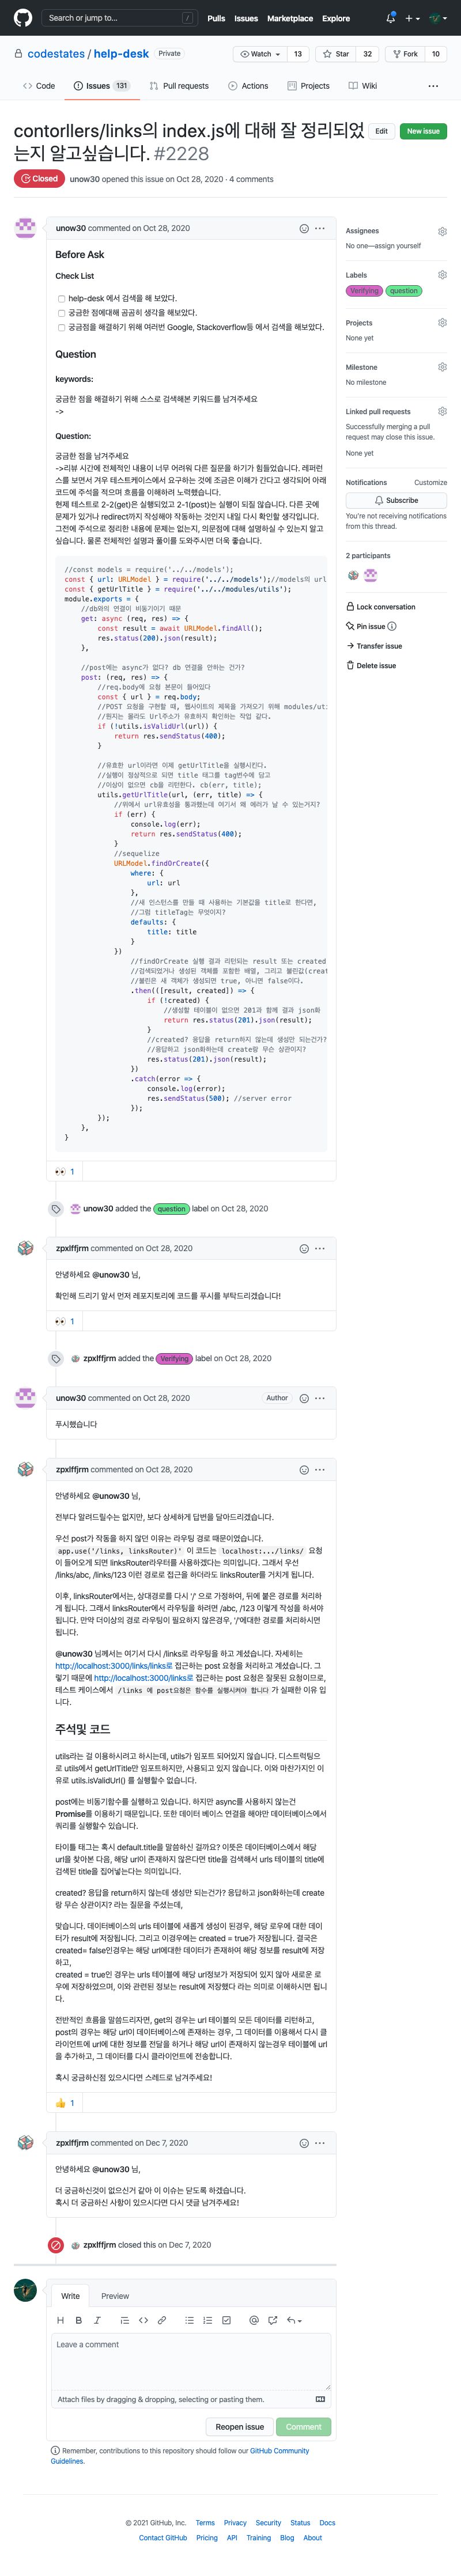 Search or jump to...
/
Pulls Issues Marketplace Explore
codestates / help-desk Private
Watch 13 Star 32 Fork 10
Code Issues 131 Pull requests Actions Projects Wiki ...
contorllers/links의 index.js에 대해 잘 정리되었
는지 알고싶습니다. #2228
Edit New issue
Closed unow30 opened this issue on Oct 28, 2020 · 4 comments
unow30 commented on Oct 28, 2020
Before Ask
Check List
help-desk 에서 검색을 해 보았다.
궁금한 점에대해 곰곰히 생각을 해보았다.
궁금점을 해결하기 위해 여러번 Google, Stackoverflow등 에서 검색을 해보았다.
Question
keywords:
궁금한 점을 해결하기 위해 스스로 검색해본 키워드를 남겨주세요
->
Question:
궁금한 점을 남겨주세요
->리뷰 시간에 전체적인 내용이 너무 어려워 다른 질문을 하기가 힘들었습니다. 레퍼런
스를 보면서 겨우 테스트케이스에서 요구하는 것에 조금은 이해가 간다고 생각되어 아래
코드에 주석을 적으며 흐름을 이해하려 노력했습니다.
현재 테스트로 2-2(get)은 실행되었고 2-1(post)는 실행이 되질 않습니다. 다른 곳에
문제가 있거나 redirect까지 작성해야 작동하는 것인지 내일 다시 확인할 생각입니다.
그전에 주석으로 정리한 내용에 문제는 없는지, 의문점에 대해 설명하실 수 있는지 알고
싶습니다. 물론 전체적인 설명과 풀이를 도와주시면 더욱 좋습니다.
//const models = require('../../models');
const { url: URLModel } = require('../../models');//models의 url
const { getUrlTitle } = require('../../modules/utils');
module.exports = {
//db와의 연결이 비동기이기 때문
get: async (req, res) => {
const result = await URLModel.findAll();
res.status(200).json(result);
},
//post에는 async가 없다? db 연결을 안하는 건가?
post: (req, res) => {
//req.body에 요청 본문이 들어있다
const { url } = req.body;
//POST 요청을 구현할 때, 웹사이트의 제목을 가져오기 위해 modules/uti
//뭔지는 몰라도 Url주소가 유효하지 확인하는 작업 같다.
if (!utils.isValidUrl(url)) {
return res.sendStatus(400);
}
//유효한 url이라면 이제 getUrlTitle을 실행시킨다.
//실행이 정상적으로 되면 title 태그를 tag변수에 담고
//이상이 없으면 cb을 리턴한다. cb(err, title);
utils.getUrlTitle(url, (err, title) => {
//위에서 url유효성을 통과했는데 여기서 왜 에러가 날 수 있는거지?
if (err) {
console.log(err);
return res.sendStatus(400);
}
//sequelize
URLModel.findOrCreate({
where: {
url: url
},
//새 인스턴스를 만들 때 사용하는 기본값을 title로 한다면,
//그럼 titleTag는 무엇이지?
defaults: {
title: title
}
})
//findOrCreate 실행 결과 리턴되는 result 또는 created
//검색되었거나 생성된 객체를 포함한 배열, 그리고 불린값(creat
//불린은 새 객체가 생성되면 true, 아니면 false이다.
.then(([result, created]) => {
if (!created) {
//생성할 테이블이 없으면 201과 함께 결과 json화
return res.status(201).json(result);
}
//created? 응답을 return하지 않는데 생성만 되는건가?
//응답하고 json화하는데 create랑 무슨 상관이지?
res.status(201).json(result);
})
.catch(error => {
console.log(error);
res.sendStatus(500); //server error
});
});
},
}
1
unow30 added the question label on Oct 28, 2020
zpxlffjrm commented on Oct 28, 2020
안녕하세요 @unow30 님,
확인해 드리기 앞서 먼저 레포지토리에 코드를 푸시를 부탁드리겠습니다!
1
zpxlffjrm added the Verifying label on Oct 28, 2020
unow30 commented on Oct 28, 2020 Author
푸시했습니다
zpxlffjrm commented on Oct 28, 2020
안녕하세요 @unow30 님,
전부다 알려드릴수는 없지만, 보다 상세하게 답변을 달아드리겠습니다.
우선 post가 작동을 하지 않던 이유는 라우팅 경로 때문이었습니다.
app.use('/links, linksRouter)' 이 코드는 localhost:.../links/ 요청
이 들어오게 되면 linksRouter라우터를 사용하겠다는 의미입니다. 그래서 우선
/links/abc, /links/123 이런 경로로 접근을 하더라도 linksRouter를 거치게 됩니다.
이후, linksRouter에서는, 상대경로를 다시 '/' 으로 가정하여, 뒤에 붙은 경로를 처리하
게 됩니다. 그래서 linksRouter에서 라우팅을 하려면 /abc, /123 이렇게 작성을 하셔야
됩니다. 만약 더이상의 경로 라우팅이 필요하지 않은경우, '/'에대한 경로를 처리하시면
됩니다.
@unow30 님께서는 여기서 다시 /links로 라우팅을 하고 계셨습니다. 자세히는
http://localhost:3000/links/links로 접근하는 post 요청을 처리하고 계셨습니다. 그
렇기 때문에 http://localhost:3000/links로 접근하는 post 요청은 잘못된 요청이므로,
테스트 케이스에서 /links 에 post요청은 함수를 실행시켜야 합니다 가 실패한 이유 입
니다.
주석및 코드
utils라는 걸 이용하시려고 하시는데, utils가 임포트 되어있지 않습니다. 디스트럭팅으
로 utils에서 getUrlTitle만 임포트하지만, 사용되고 있지 않습니다. 이와 마찬가지인 이
유로 utils.isValidUrl() 를 실행할수 없습니다.
post에는 비동기함수를 실행하고 있습니다. 하지만 async를 사용하지 않는건
Promise를 이용하기 때문입니다. 또한 데이터 베이스 연결을 해야만 데이터베이스에서
쿼리를 실행할수 있습니다.
타이틀 태그는 혹시 default.title을 말씀하신 걸까요? 이뜻은 데이터베이스에서 해당
url을 찾아본 다음, 해당 url이 존재하지 않은다면 title을 검색해서 urls 테이블의 title에
검색된 title을 집어넣는다는 의미입니다.
created? 응답을 return하지 않는데 생성만 되는건가? 응답하고 json화하는데 create
랑 무슨 상관이지? 라는 질문을 주셨는데,
맞습니다. 데이터베이스의 urls 테이블에 새롭게 생성이 된경우, 해당 로우에 대한 데이
터가 result에 저장됩니다. 그리고 이경우에는 created = true가 저장됩니다. 결국은
created= false인경우는 해당 url에대한 데이터가 존재하여 해당 정보를 result에 저장
하고,
created = true인 경우는 urls 테이블에 해당 url정보가 저장되어 있지 않아 새로운 로
우에 저장하였으며, 이와 관련된 정보는 result에 저장했다 라는 의미로 이해하시면 됩니
다.
전반적인 흐름을 말씀드리자면, get의 경우는 url 테이블의 모든 데이터를 리턴하고,
post의 경우는 해당 url이 데이터베이스에 존재하는 경우, 그 데이터를 이용해서 다시 클
라이언트에 url에 대한 정보를 전달을 하거나 해당 url이 존재하지 않는경우 테이블에 url
을 추가하고, 그 데이터를 다시 클라이언트에 전송합니다.
혹시 궁금하신점 있으시다면 스레드로 남겨주세요!
1
zpxlffjrm commented on Dec 7, 2020
안녕하세요 @unow30 님,
더 궁금하신것이 없으신거 같아 이 이슈는 닫도록 하겠습니다.
혹시 더 궁금하신 사항이 있으시다면 다시 댓글 남겨주세요!
zpxlffjrm closed this on Dec 7, 2020
Write Preview
H B I
Leave a comment
Attach files by dragging & dropping, selecting or pasting them.
Reopen issue Comment
Remember, contributions to this repository should follow our GitHub Community
Guidelines.
Assignees
No one—assign yourself
Labels
Verifying question
Projects
None yet
Milestone
No milestone
Linked pull requests
Successfully merging a pull
request may close this issue.
None yet
Notifications Customize
Subscribe
You're not receiving notifications
from this thread.
2 participants
Lock conversation
Pin issue
Transfer issue
Delete issue
© 2021 GitHub, Inc. Terms Privacy Security Status Docs
Contact GitHub Pricing API Training Blog About